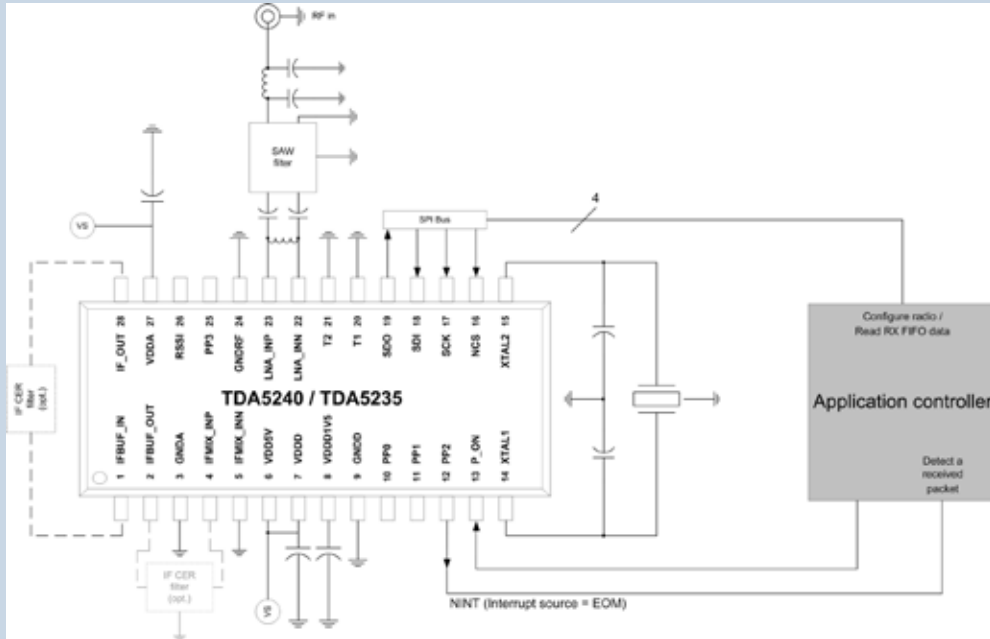 RF in
SAW
filter
4
SPI Bus
VS
28 27 26 25 24 23 22 21 20 19 18 17 16 15
IF_OUT VDDA RSSI PP3 GNDRF LNA_INP LNA_INN T2 T1 SDO SDI SCK NCS XTAL2
Configure radio /
Read RX FIFO data
IF CER
filter
(opt.)
TDA5240 / TDA5235
Application controller
IFBUF_IN IFBUF_OUT GNDA IFMIX_INP IFMIX_INN VDD5V VDDD VDDD1V5 GNDD PP0 PP1 PP2 P_ON XTAL1
1 2 3 4 5 6 7 8 9 10 11 12 13 14
Detect a
received
packet
IF CER
filter
(opt.)
VS
NINT (Interrupt source = EOM)